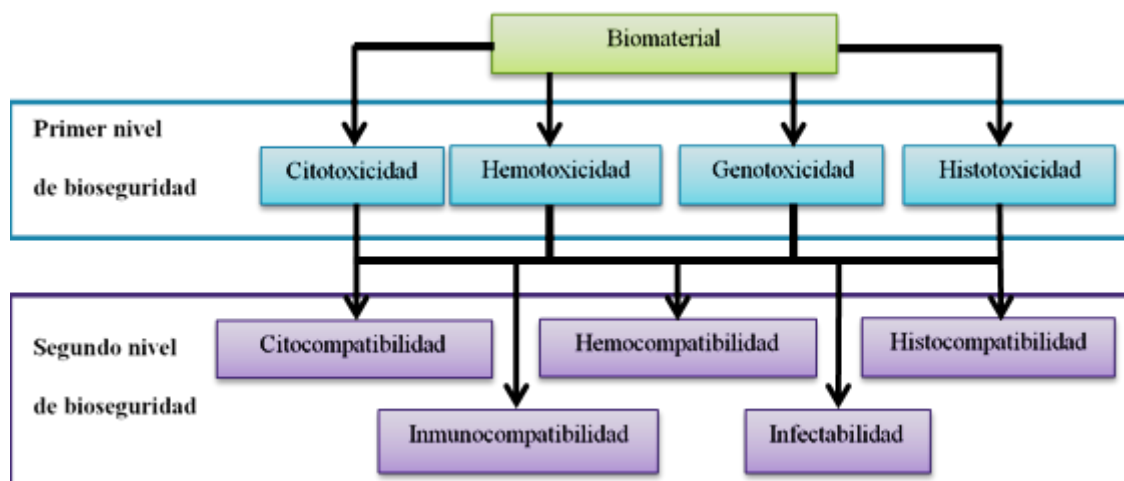 Biomaterial
Primer nivel
de bioseguridad
Citotoxicidad
Hemotoxicidad
Genotoxicidad
Histotoxicidad
Segundo nivel
de bioseguridad
Citocompatibilidad
Hemocompatibilidad
Histocompatibilidad
Inmunocompatibilidad
Infectabilidad